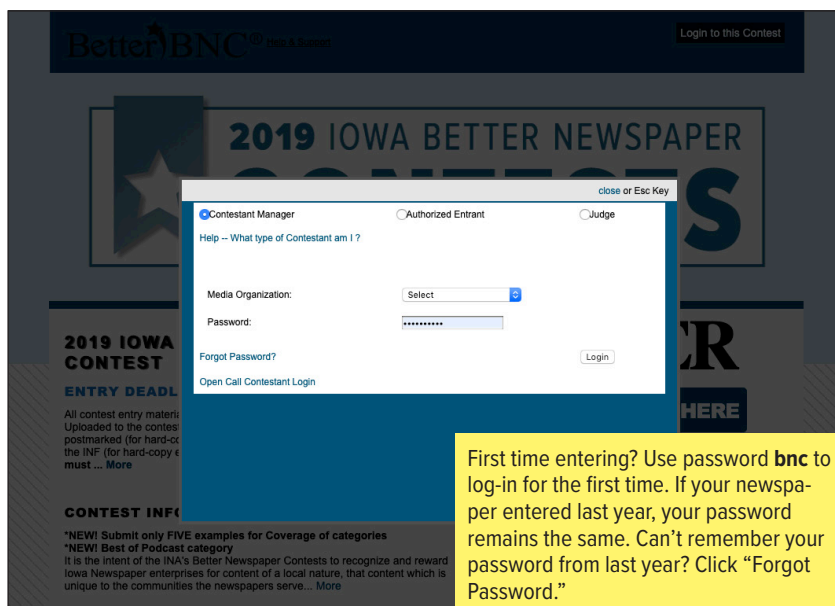 BetterBNC® Help & Support
Login to this Contest
2019 IOWA BETTER NEWSPAPER
close or Esc Key
Contestant Manager Authorized Entrant Judge
Help -- What type of Contestant am I ?
Media Organization: Select
Password: ••••••••••
Forgot Password? Login
Open Call Contestant Login
2019 IOWA
CONTEST
ENTRY DEADL
All contest entry materia
Uploaded to the contes
postmarked (for hard-co
the INF (for hard-copy e
must ... More
HERE
CONTEST INFO
*NEW! Submit only FIVE examples for Coverage of categories
*NEW! Best of Podcast category
It is the intent of the INA's Better Newspaper Contests to recognize and reward
Iowa Newspaper enterprises for content of a local nature, that content which is
unique to the communities the newspapers serve... More
First time entering? Use password bnc to
log-in for the first time. If your newspa-
per entered last year, your password
remains the same. Can't remember your
password from last year? Click “Forgot
Password.”